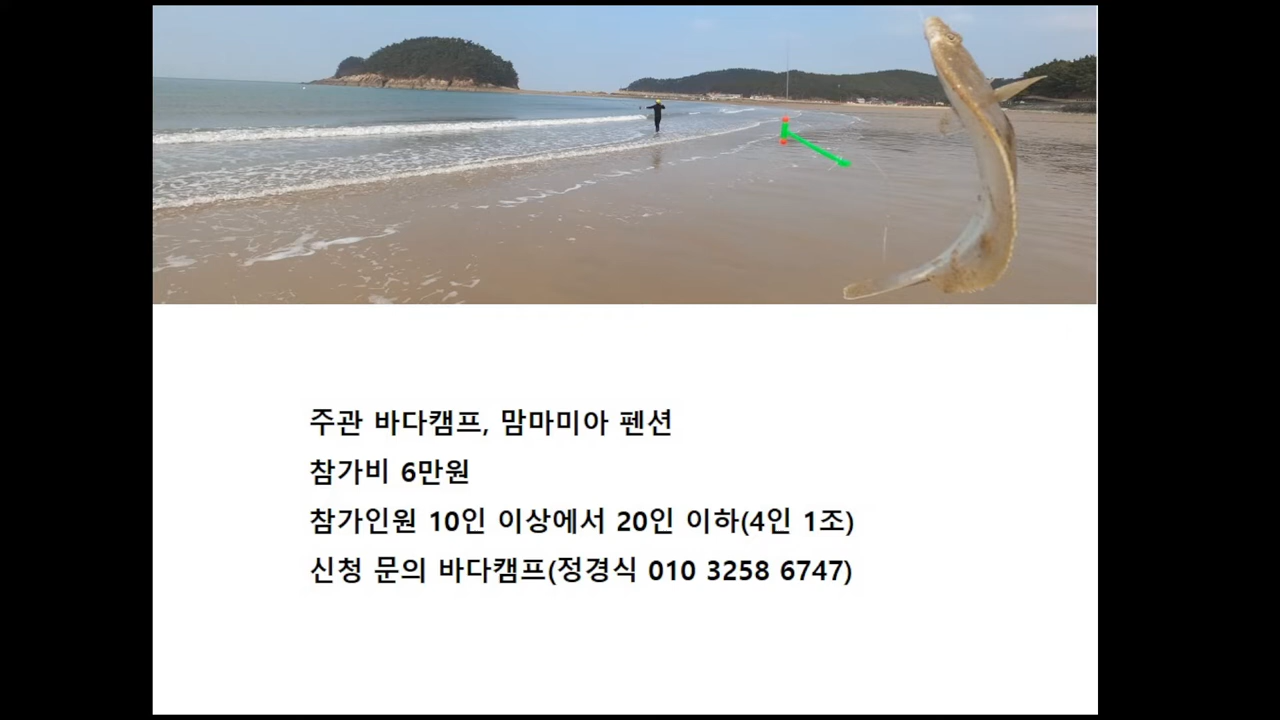 주관 바다캠프, 맘마미아 펜션
참가비 6만원
참가인원 10인 이상에서 20인 이하(4인 1조)
신청 문의 바다캠프(정경식 010 3258 6747)